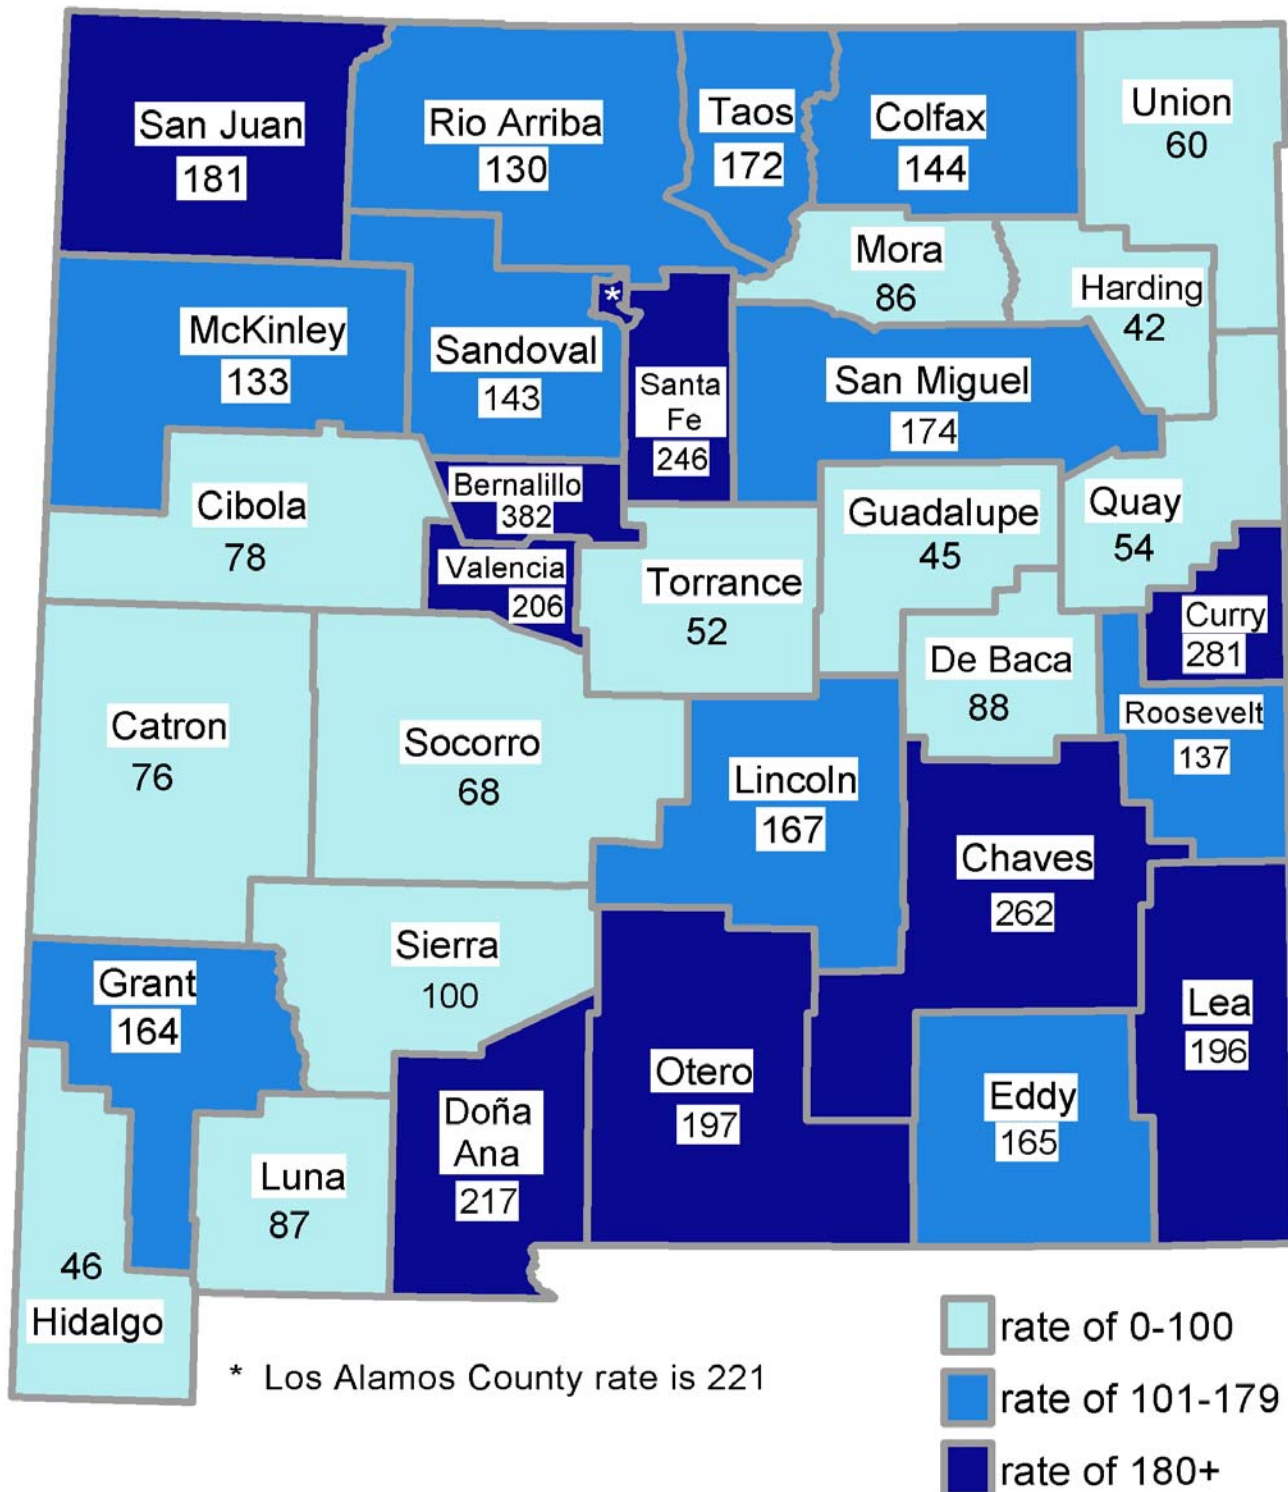 San Juan
181
Rio Arriba
130
Taos
172
Colfax
144
Union
60
Mora
86
Harding
42
McKinley
133
Sandoval
143
*
Santa
Fe
246
San Miguel
174
Cibola
78
Bernalillo
382
Valencia
206
Torrance
52
Guadalupe
45
Quay
54
Curry
281
De Baca
88
Roosevelt
137
Catron
76
Socorro
68
Lincoln
167
Chaves
262
Sierra
100
Grant
164
Lea
196
Otero
197
Eddy
165
Doña
Ana
217
Luna
87
46
Hidalgo
* Los Alamos County rate is 221
rate of 0-100
rate of 101-179
rate of 180+